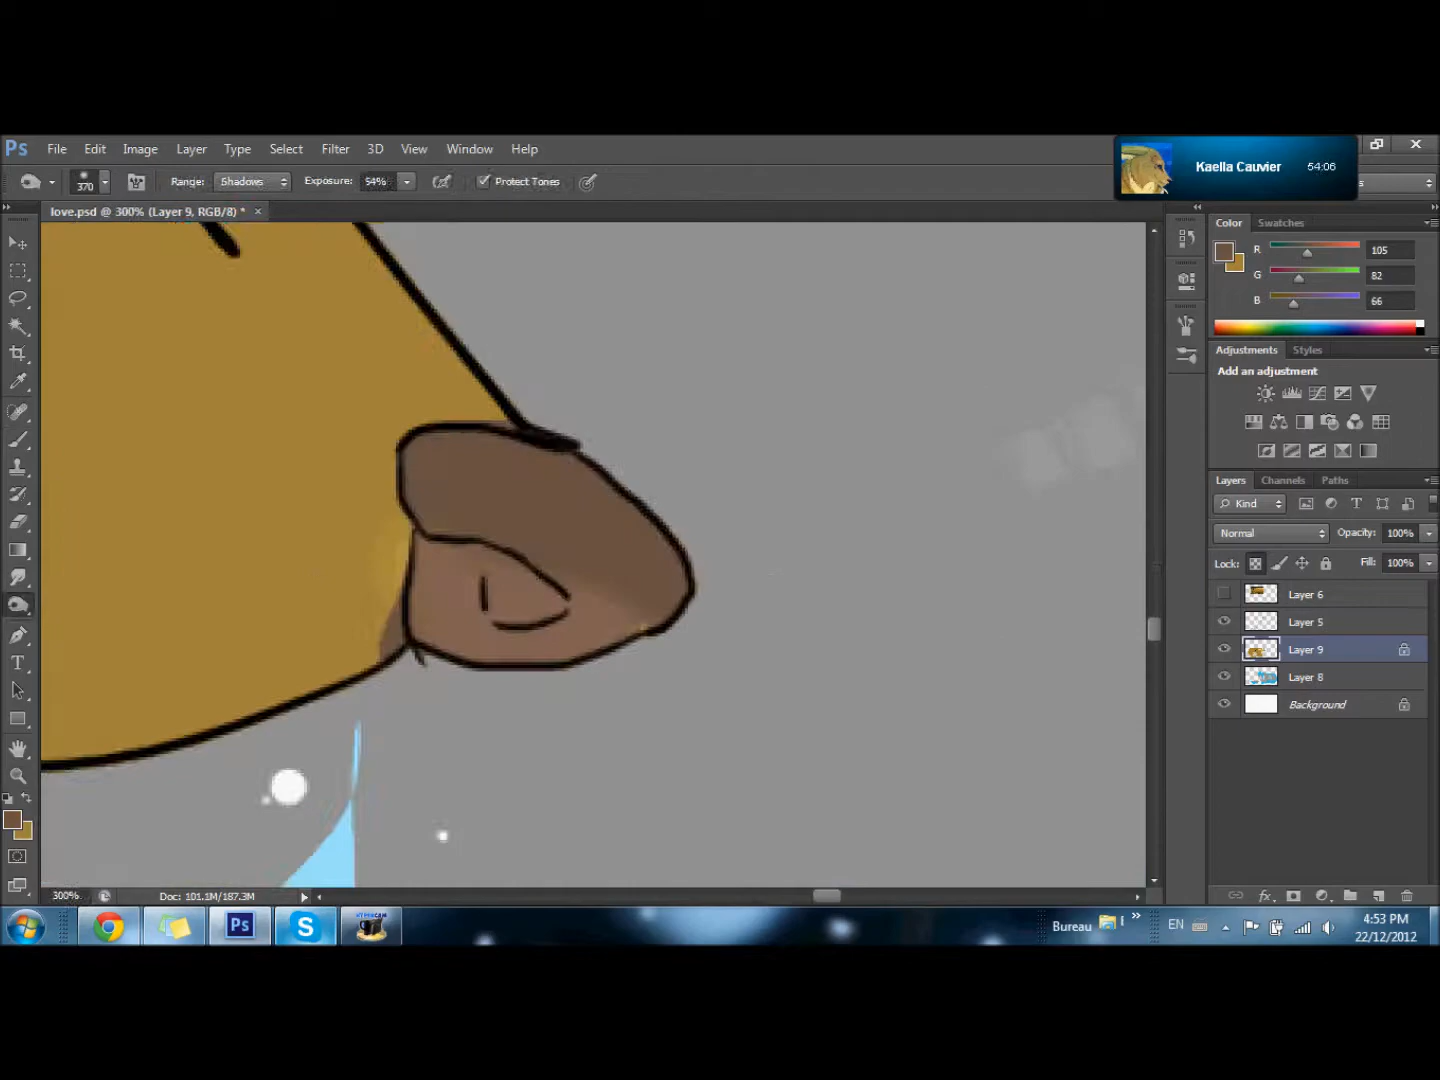 Ps File Edit Image Layer Type Select Filter 3D View Window Help
Kaella Cauvier 54:06
370 Range: Shadows Exposure: 54% Protect Tones
love.psd @ 300% (Layer 9, RGB/8) * ×
Color Swatches
R 105
G 82
B 66
Adjustments Styles
Add an adjustment
Layers Channels Paths
Kind
Normal Opacity: 100%
Lock: Fill: 100%
Layer 6
Layer 5
Layer 9
Layer 8
Background
300% Doc: 101.1M/187.3M
Ps
HYPERCAM
Bureau
EN
4:53 PM
22/12/2012